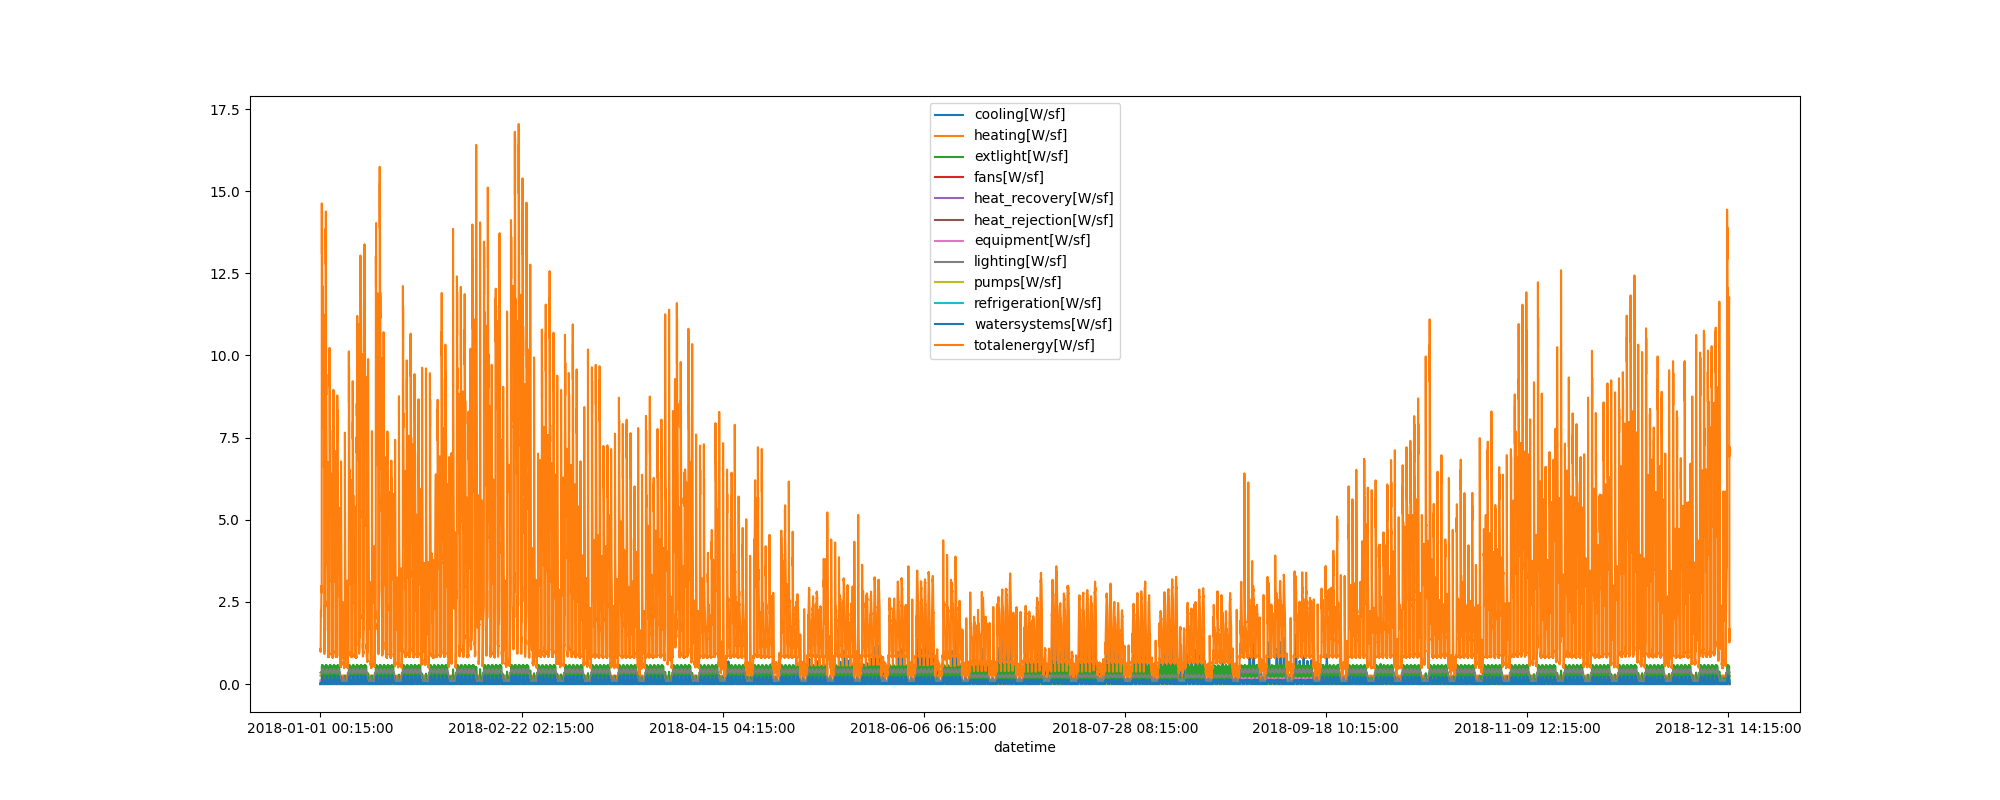 17.5
15.0
12.5
10.0
7.5
5.0
2.5
0.0
cooling[W/sf]
heating[W/sf]
extlight[W/sf]
fans[W/sf]
heat_recovery[W/sf]
heat_rejection[W/sf]
equipment[W/sf]
lighting[W/sf]
pumps[W/sf]
refrigeration[W/sf]
watersystems[W/sf]
totalenergy[W/sf]
2018-01-01 00:15:00 2018-02-22 02:15:00 2018-04-15 04:15:00 2018-06-06 06:15:00 2018-07-28 08:15:00 2018-09-18 10:15:00 2018-11-09 12:15:00 2018-12-31 14:15:00
datetime